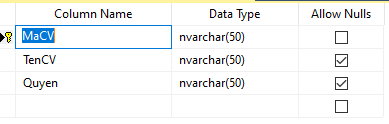 Column Name Data Type Allow Nulls
MaCV nvarchar(50)
TenCV nvarchar(50)
Quyen nvarchar(50)